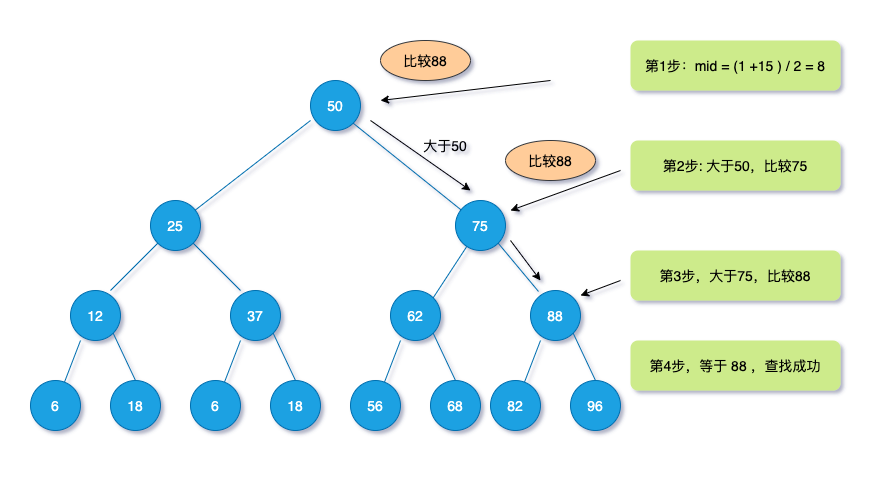 比较88
第1步：mid = (1 +15 ) / 2 = 8
50
大于50
比较88
第2步: 大于50，比较75
25
75
第3步，大于75，比较88
12
37
62
88
第4步，等于 88 ，查找成功
6
18
6
18
56
68
82
96